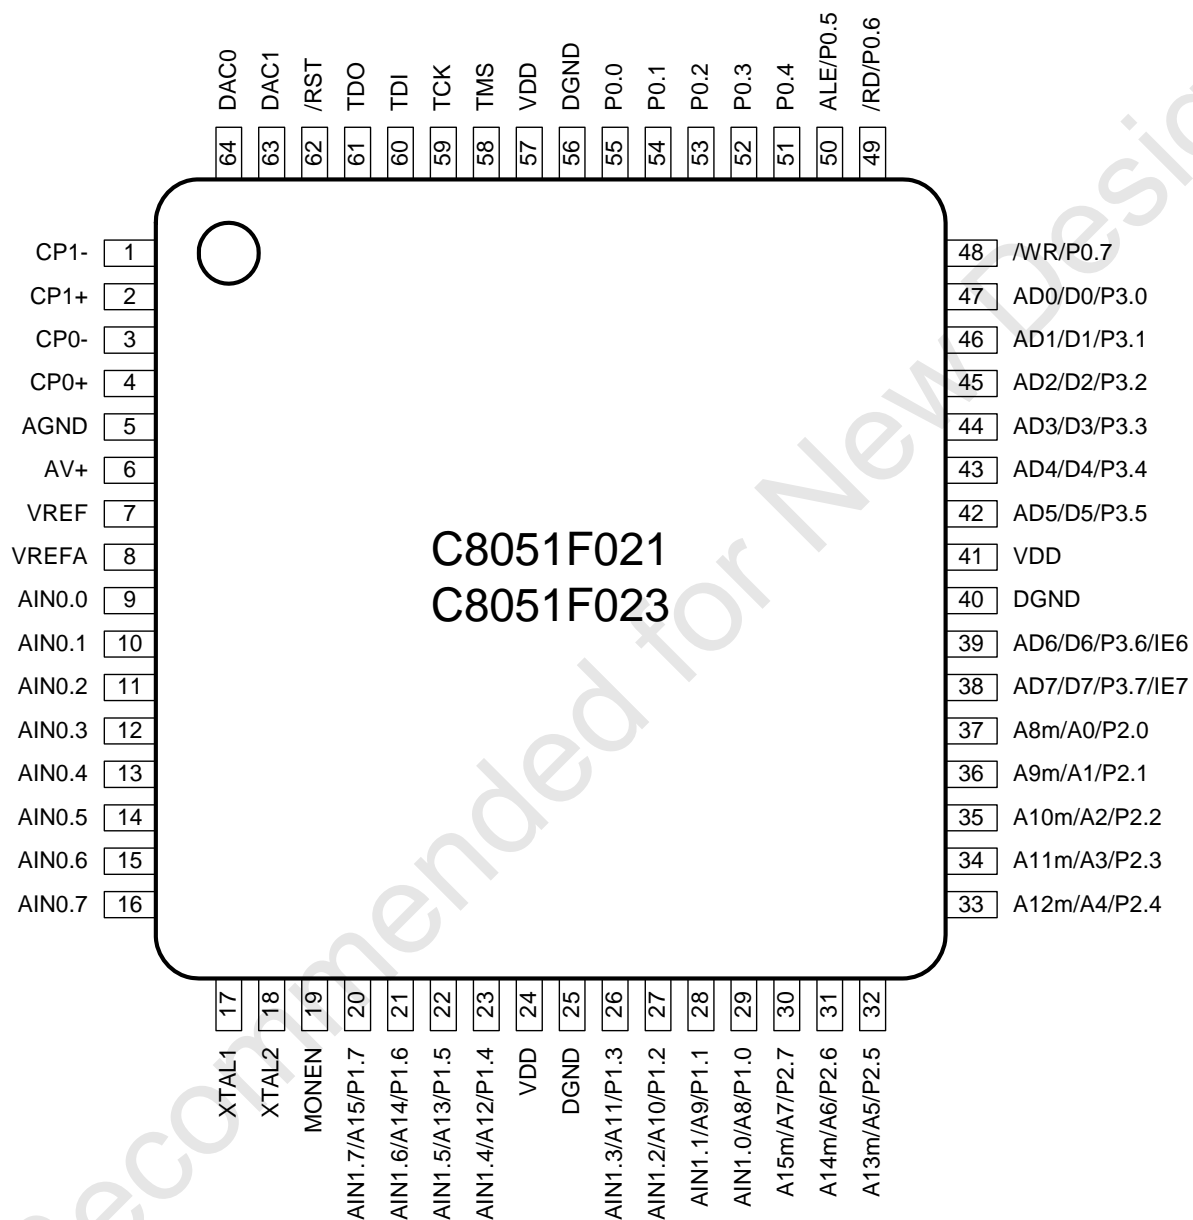 DAC0
DAC1
/RST
TDO
TDI
TCK
TMS
VDD
DGND
P0.0
P0.1
P0.2
P0.3
P0.4
ALE/P0.5
/RD/P0.6
64
63
62
61
60
59
58
57
56
55
54
53
52
51
50
49
CP1- 1
CP1+ 2
CP0- 3
CP0+ 4
AGND 5
AV+ 6
VREF 7
VREFA 8
AIN0.0 9
AIN0.1 10
AIN0.2 11
AIN0.3 12
AIN0.4 13
AIN0.5 14
AIN0.6 15
AIN0.7 16
C8051F021
C8051F023
48 /WR/P0.7
47 AD0/D0/P3.0
46 AD1/D1/P3.1
45 AD2/D2/P3.2
44 AD3/D3/P3.3
43 AD4/D4/P3.4
42 AD5/D5/P3.5
41 VDD
40 DGND
39 AD6/D6/P3.6/IE6
38 AD7/D7/P3.7/IE7
37 A8m/A0/P2.0
36 A9m/A1/P2.1
35 A10m/A2/P2.2
34 A11m/A3/P2.3
33 A12m/A4/P2.4
17
18
19
20
21
22
23
24
25
26
27
28
29
30
31
32
XTAL1
XTAL2
MONEN
AIN1.7/A15/P1.7
AIN1.6/A14/P1.6
AIN1.5/A13/P1.5
AIN1.4/A12/P1.4
VDD
DGND
AIN1.3/A11/P1.3
AIN1.2/A10/P1.2
AIN1.1/A9/P1.1
AIN1.0/A8/P1.0
A15m/A7/P2.7
A14m/A6/P2.6
A13m/A5/P2.5
ecommended for New Desig